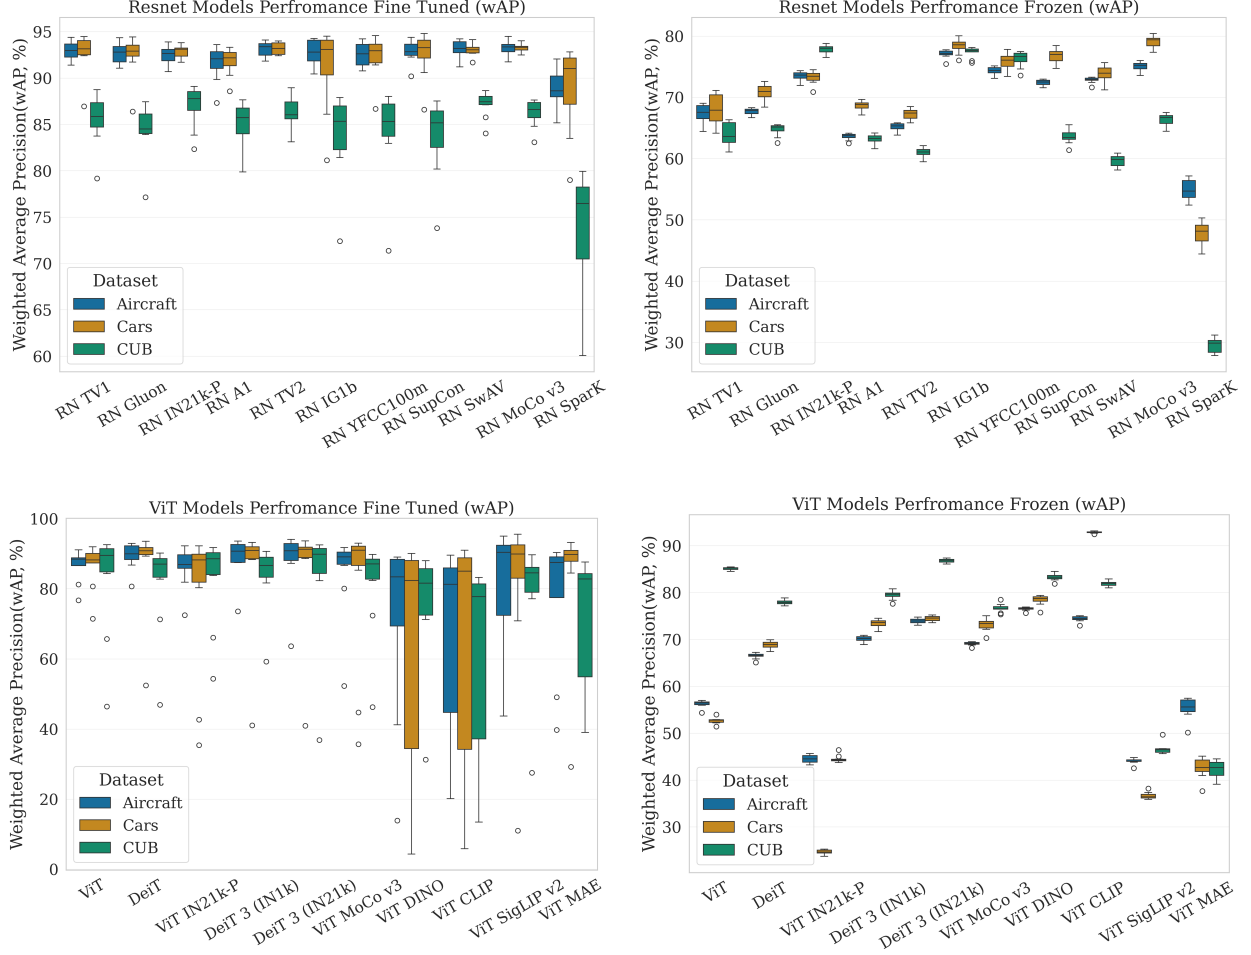 Resnet Models Perfromance Fine Tuned (wAP)
Weighted Average Precision(wAP, %)
95
90
85
80
75
70
65
60
Dataset
Aircraft
Cars
CUB
RN TV1
RN Gluon
RN IN21k-P
RN A1
RN TV2
RN IG1b
RN YFCC100m
RN SupCon
RN SwAV
RN MoCo v3
RN SparK
Resnet Models Perfromance Frozen (wAP)
Weighted Average Precision(wAP, %)
80
70
60
50
40
30
Dataset
Aircraft
Cars
CUB
RN TV1
RN Gluon
RN IN21k-P
RN A1
RN TV2
RN IG1b
RN YFCC100m
RN SupCon
RN SwAV
RN MoCo v3
RN SparK
ViT Models Perfromance Fine Tuned (wAP)
Weighted Average Precision(wAP, %)
100
80
60
40
20
0
Dataset
Aircraft
Cars
CUB
ViT
DeiT
ViT IN21k-P
DeiT 3 (IN1k)
DeiT 3 (IN21k)
ViT MoCo v3
ViT DINO
ViT CLIP
ViT SigLIP v2
ViT MAE
ViT Models Perfromance Frozen (wAP)
Weighted Average Precision(wAP, %)
90
80
70
60
50
40
30
Dataset
Aircraft
Cars
CUB
ViT
DeiT
ViT IN21k-P
DeiT 3 (IN1k)
DeiT 3 (IN21k)
ViT MoCo v3
ViT DINO
ViT CLIP
ViT SigLIP v2
ViT MAE